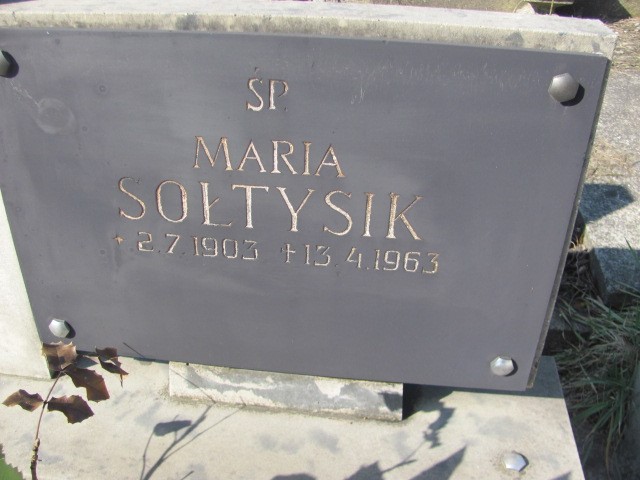 ŚP.
MARIA
SOŁTYSIK
* 2.7.1903 †13.4.1963